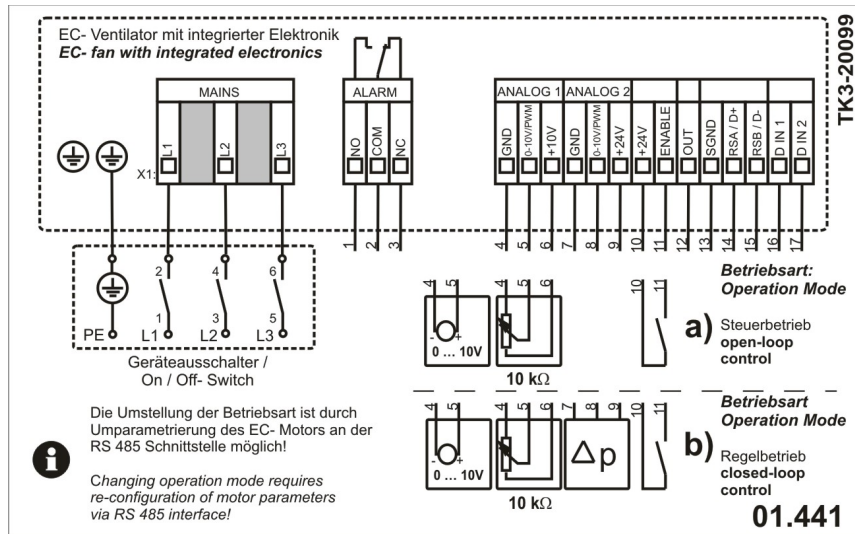 EC- Ventilator mit integrierter Elektronik
EC- fan with integrated electronics
TK3-20099
MAINS
ALARM
ANALOG 1
ANALOG 2
L1
L2
L3
X1:
NO
COM
NC
GND
0-10V/PWM
+10V
GND
0-10V/PWM
+24V
+24V
ENABLE
OUT
SGND
RSA / D+
RSB / D-
D IN 1
D IN 2
1
2
3
4
5
6
7
8
9
10
11
12
13
14
15
16
17
2
4
6
1
3
5
PE
L1
L2
L3
Geräteausschalter /
On / Off- Switch
4
5
4
5
6
10
11
- +
0 ... 10V
10 kΩ
Betriebsart:
Operation Mode
a)
Steuerbetrieb
open-loop
control
4
5
4
5
6
7
8
9
10
11
- +
0 ... 10V
10 kΩ
Δp
Betriebsart
Operation Mode
b)
Regelbetrieb
closed-loop
control
i
Die Umstellung der Betriebsart ist durch
Umparametrierung des EC- Motors an der
RS 485 Schnittstelle möglich!
Changing operation mode requires
re-configuration of motor parameters
via RS 485 interface!
01.441